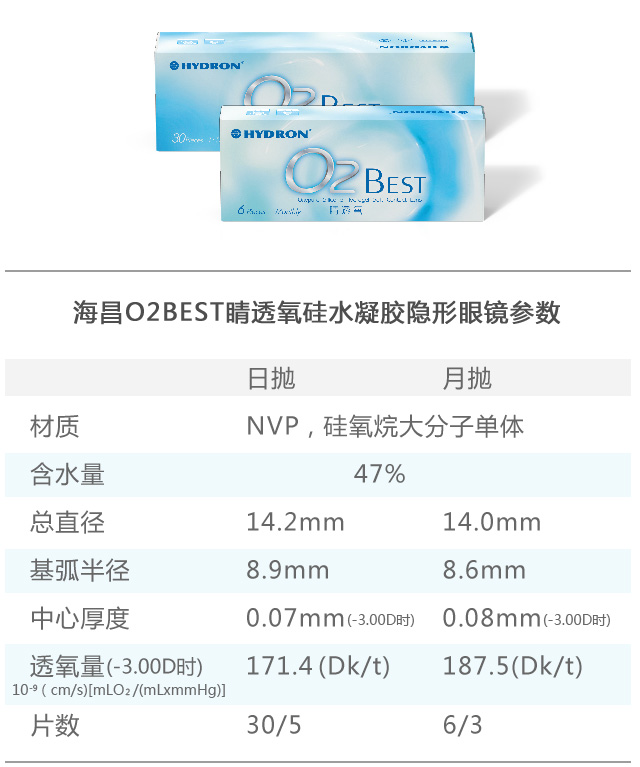 HYDRON
O2
30 Pieces
HYDRON
O2 BEST
6 Pieces Monthly
海昌O2BEST睛透氧硅水凝胶隐形眼镜参数
日抛 月抛
材质 NVP，硅氧烷大分子单体
含水量 47%
总直径 14.2mm 14.0mm
基弧半径 8.9mm 8.6mm
中心厚度 0.07mm(-3.00D时) 0.08mm(-3.00D时)
透氧量(-3.00D时) 171.4(Dk/t) 187.5(Dk/t)
10⁻⁹ ( cm/s)[mLO₂/(mLxmmHg)]
片数 30/5 6/3